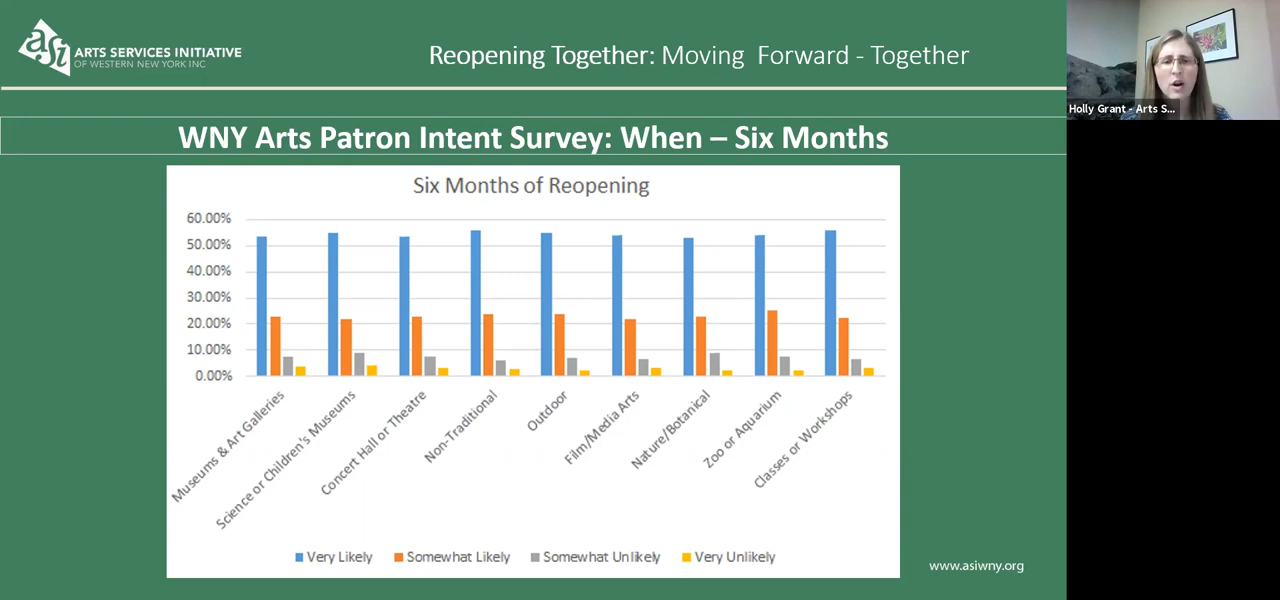 asi
ARTS SERVICES INITIATIVE
OF WESTERN NEW YORK INC
Reopening Together: Moving Forward - Together
Holly Grant - Arts S...
WNY Arts Patron Intent Survey: When – Six Months
Six Months of Reopening
60.00%
50.00%
40.00%
30.00%
20.00%
10.00%
0.00%
Museums & Art Galleries
Science or Children's Museums
Concert Hall or Theatre
Non-Traditional
Outdoor
Film/Media Arts
Nature/Botanical
Zoo or Aquarium
Classes or Workshops
Very Likely Somewhat Likely Somewhat Unlikely Very Unlikely
www.asiwny.org